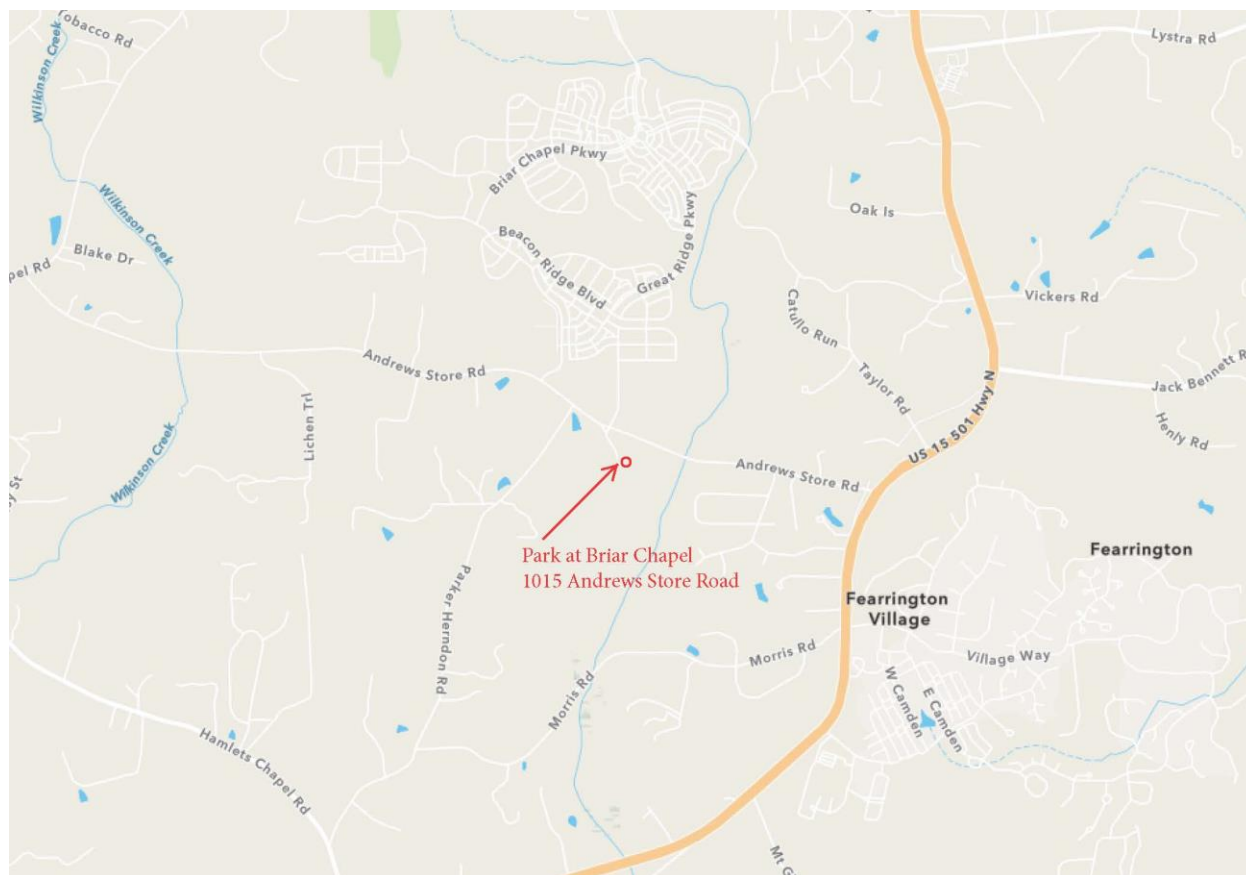 Tobacco Rd
Lystra Rd
Wilkinson Creek
Briar Chapel Pkwy
Wilkinson Creek
Great Ridge Pkwy
Oak Is
Beacon Ridge Blvd
Blake Dr
pel Rd
Vickers Rd
Catullo Run
Andrews Store Rd
Taylor Rd
US 15 501 Hwy N
Jack Bennett R
Lichen Trl
Henly Rd
Wilkinson Creek
Andrews Store Rd
sy St
Park at Briar Chapel
1015 Andrews Store Road
Fearrington
Parker Herndon Rd
Fearrington
Village
Morris Rd
Village Way
Morris Rd
W Camden
E Camden
Hamlets Chapel Rd
Mt G